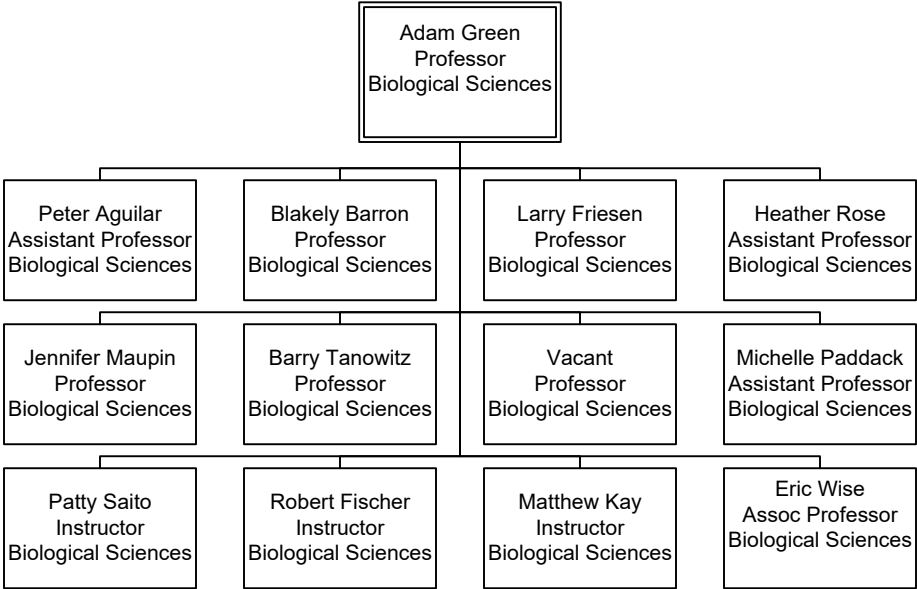 Adam Green
Professor
Biological Sciences
Peter Aguilar
Assistant Professor
Biological Sciences
Blakely Barron
Professor
Biological Sciences
Larry Friesen
Professor
Biological Sciences
Heather Rose
Assistant Professor
Biological Sciences
Jennifer Maupin
Professor
Biological Sciences
Barry Tanowitz
Professor
Biological Sciences
Vacant
Professor
Biological Sciences
Michelle Paddack
Assistant Professor
Biological Sciences
Patty Saito
Instructor
Biological Sciences
Robert Fischer
Instructor
Biological Sciences
Matthew Kay
Instructor
Biological Sciences
Eric Wise
Assoc Professor
Biological Sciences